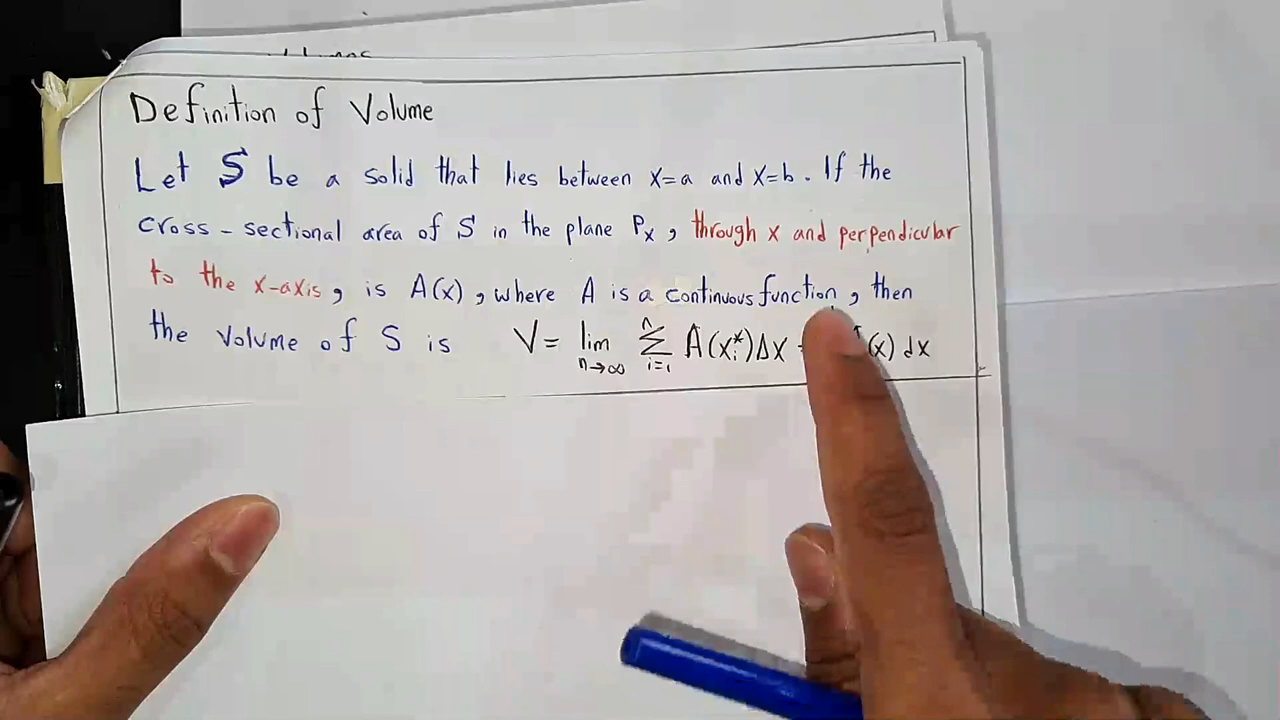 Definition of Volume
Let S be a solid that lies between x=a and x=b. If the
cross-sectional area of S in the plane Px, through x and perpendicular
to the x-axis, is A(x), where A is a continuous function, then
the volume of S is V = lim n→∞ Σ i=1 n A(xi*)Δx (x) dx